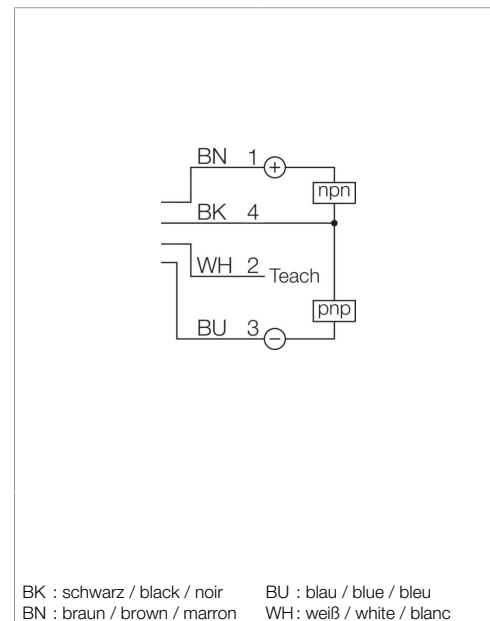 BN 1 +
npn
BK 4
WH 2 Teach
pnp
BU 3 −
BK : schwarz / black / noir
BU : blau / blue / bleu
BN : braun / brown / marron
WH : weiß / white / blanc